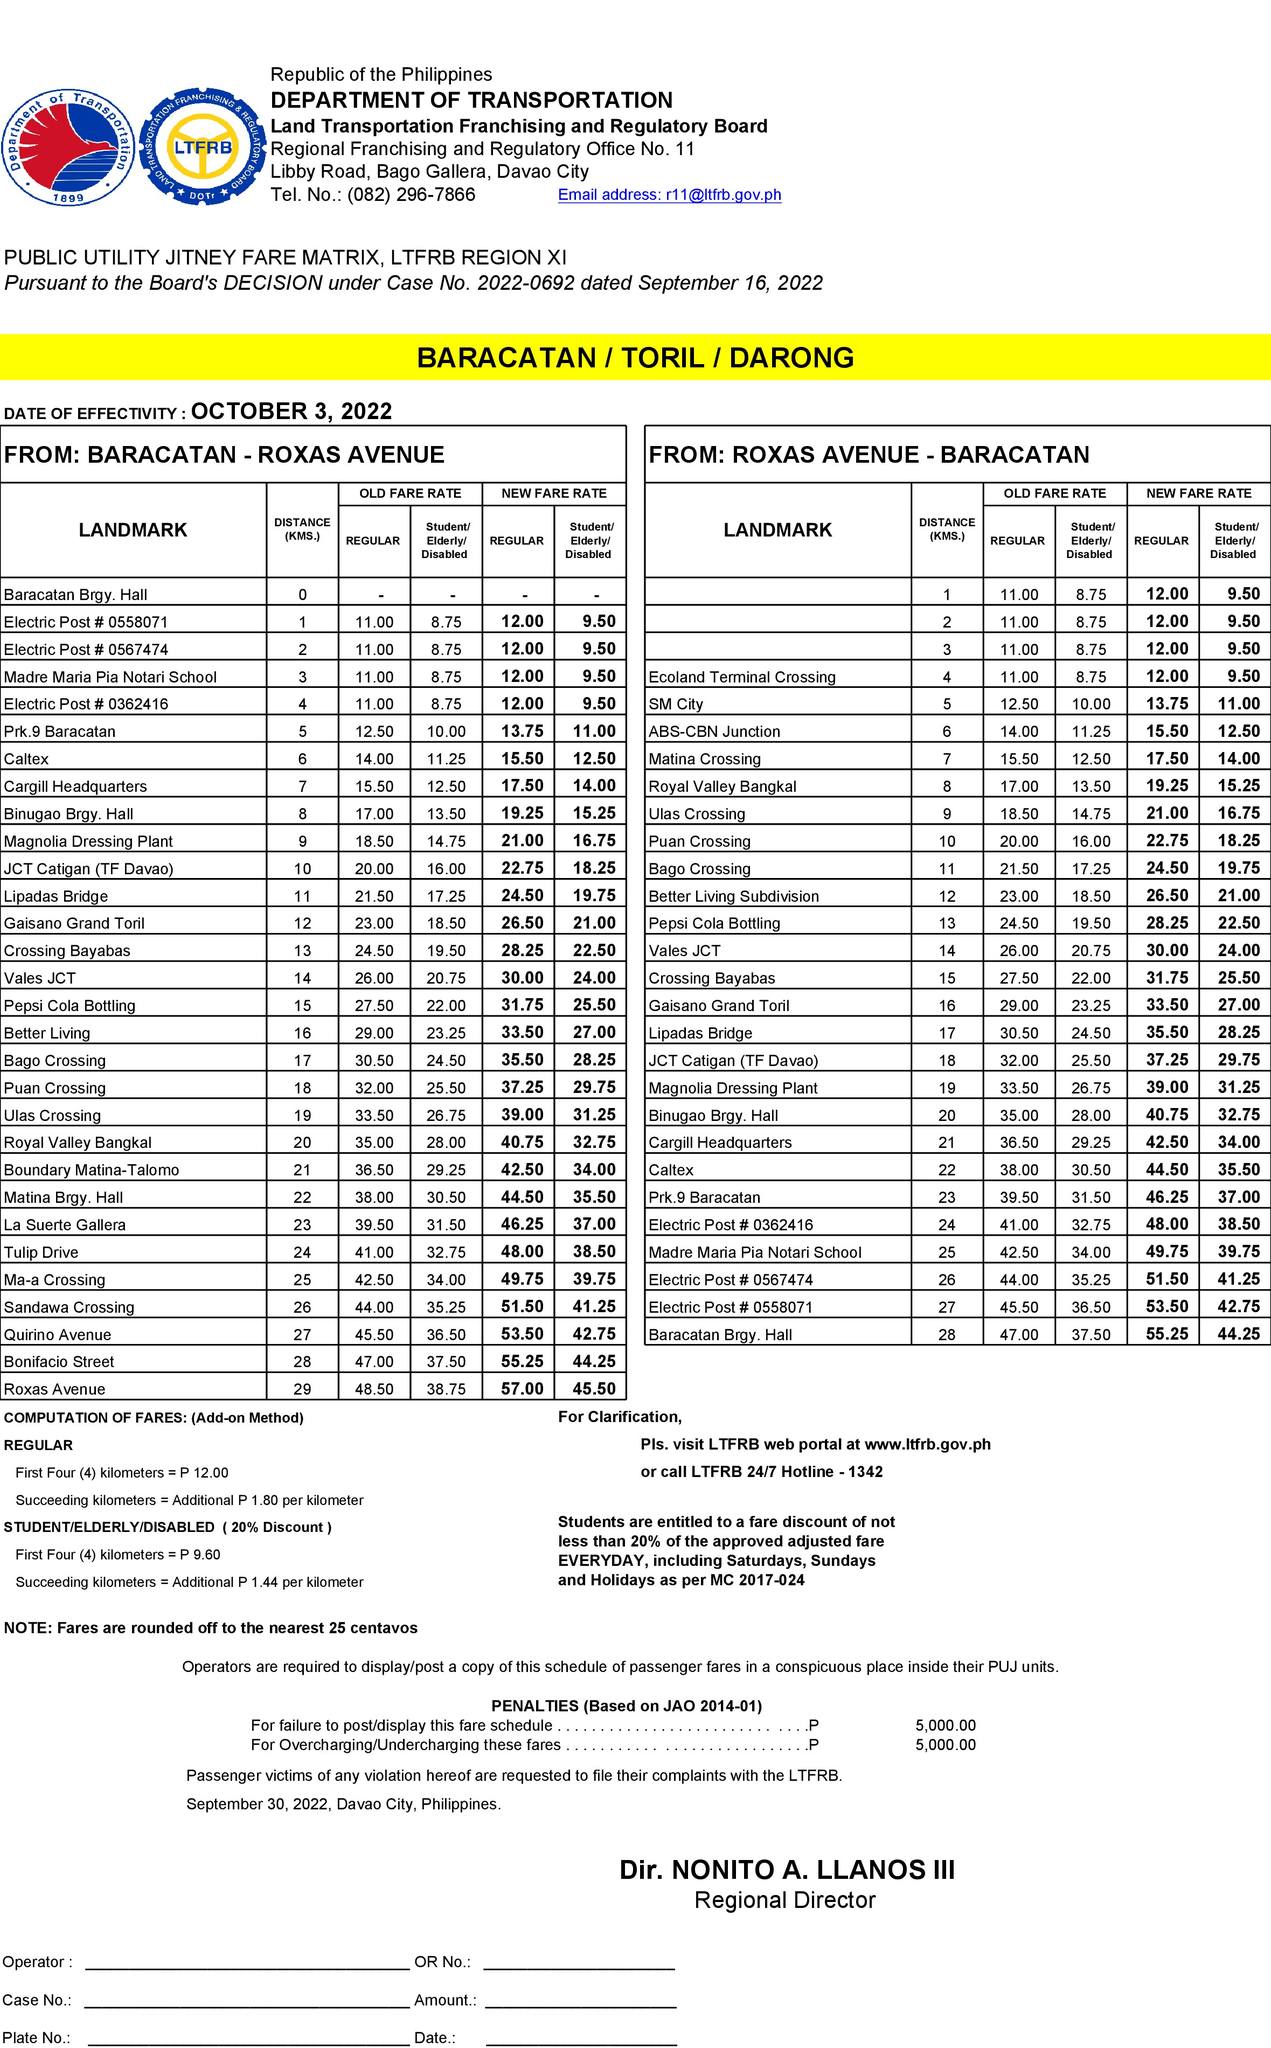 Republic of the Philippines
DEPARTMENT OF TRANSPORTATION
Land Transportation Franchising and Regulatory Board
Regional Franchising and Regulatory Office No. 11
Libby Road, Bago Gallera, Davao City
Tel. No.: (082) 296-7866 Email address: r11@ltfrb.gov.ph
Department of Transportation
1899
LAND TRANSPORTATION FRANCHISING & REGULATORY BOARD
LTFRB
DOTr
PUBLIC UTILITY JITNEY FARE MATRIX, LTFRB REGION XI
Pursuant to the Board's DECISION under Case No. 2022-0692 dated September 16, 2022
BARACATAN / TORIL / DARONG
DATE OF EFFECTIVITY : OCTOBER 3, 2022
FROM: BARACATAN - ROXAS AVENUE
LANDMARK DISTANCE (KMS.) OLD FARE RATE NEW FARE RATE
REGULAR Student/ Elderly/ Disabled REGULAR Student/ Elderly/ Disabled
Baracatan Brgy. Hall 0 - - - -
Electric Post # 0558071 1 11.00 8.75 12.00 9.50
Electric Post # 0567474 2 11.00 8.75 12.00 9.50
Madre Maria Pia Notari School 3 11.00 8.75 12.00 9.50
Electric Post # 0362416 4 11.00 8.75 12.00 9.50
Prk.9 Baracatan 5 12.50 10.00 13.75 11.00
Caltex 6 14.00 11.25 15.50 12.50
Cargill Headquarters 7 15.50 12.50 17.50 14.00
Binugao Brgy. Hall 8 17.00 13.50 19.25 15.25
Magnolia Dressing Plant 9 18.50 14.75 21.00 16.75
JCT Catigan (TF Davao) 10 20.00 16.00 22.75 18.25
Lipadas Bridge 11 21.50 17.25 24.50 19.75
Gaisano Grand Toril 12 23.00 18.50 26.50 21.00
Crossing Bayabas 13 24.50 19.50 28.25 22.50
Vales JCT 14 26.00 20.75 30.00 24.00
Pepsi Cola Bottling 15 27.50 22.00 31.75 25.50
Better Living 16 29.00 23.25 33.50 27.00
Bago Crossing 17 30.50 24.50 35.50 28.25
Puan Crossing 18 32.00 25.50 37.25 29.75
Ulas Crossing 19 33.50 26.75 39.00 31.25
Royal Valley Bangkal 20 35.00 28.00 40.75 32.75
Boundary Matina-Talomo 21 36.50 29.25 42.50 34.00
Matina Brgy. Hall 22 38.00 30.50 44.50 35.50
La Suerte Gallera 23 39.50 31.50 46.25 37.00
Tulip Drive 24 41.00 32.75 48.00 38.50
Ma-a Crossing 25 42.50 34.00 49.75 39.75
Sandawa Crossing 26 44.00 35.25 51.50 41.25
Quirino Avenue 27 45.50 36.50 53.50 42.75
Bonifacio Street 28 47.00 37.50 55.25 44.25
Roxas Avenue 29 48.50 38.75 57.00 45.50
FROM: ROXAS AVENUE - BARACATAN
LANDMARK DISTANCE (KMS.) OLD FARE RATE NEW FARE RATE
REGULAR Student/ Elderly/ Disabled REGULAR Student/ Elderly/ Disabled
1 11.00 8.75 12.00 9.50
2 11.00 8.75 12.00 9.50
3 11.00 8.75 12.00 9.50
Ecoland Terminal Crossing 4 11.00 8.75 12.00 9.50
SM City 5 12.50 10.00 13.75 11.00
ABS-CBN Junction 6 14.00 11.25 15.50 12.50
Matina Crossing 7 15.50 12.50 17.50 14.00
Royal Valley Bangkal 8 17.00 13.50 19.25 15.25
Ulas Crossing 9 18.50 14.75 21.00 16.75
Puan Crossing 10 20.00 16.00 22.75 18.25
Bago Crossing 11 21.50 17.25 24.50 19.75
Better Living Subdivision 12 23.00 18.50 26.50 21.00
Pepsi Cola Bottling 13 24.50 19.50 28.25 22.50
Vales JCT 14 26.00 20.75 30.00 24.00
Crossing Bayabas 15 27.50 22.00 31.75 25.50
Gaisano Grand Toril 16 29.00 23.25 33.50 27.00
Lipadas Bridge 17 30.50 24.50 35.50 28.25
JCT Catigan (TF Davao) 18 32.00 25.50 37.25 29.75
Magnolia Dressing Plant 19 33.50 26.75 39.00 31.25
Binugao Brgy. Hall 20 35.00 28.00 40.75 32.75
Cargill Headquarters 21 36.50 29.25 42.50 34.00
Caltex 22 38.00 30.50 44.50 35.50
Prk.9 Baracatan 23 39.50 31.50 46.25 37.00
Electric Post # 0362416 24 41.00 32.75 48.00 38.50
Madre Maria Pia Notari School 25 42.50 34.00 49.75 39.75
Electric Post # 0567474 26 44.00 35.25 51.50 41.25
Electric Post # 0558071 27 45.50 36.50 53.50 42.75
Baracatan Brgy. Hall 28 47.00 37.50 55.25 44.25
COMPUTATION OF FARES: (Add-on Method)
REGULAR
First Four (4) kilometers = P 12.00
Succeeding kilometers = Additional P 1.80 per kilometer
STUDENT/ELDERLY/DISABLED ( 20% Discount )
First Four (4) kilometers = P 9.60
Succeeding kilometers = Additional P 1.44 per kilometer
For Clarification,
Pls. visit LTFRB web portal at www.ltfrb.gov.ph
or call LTFRB 24/7 Hotline - 1342
Students are entitled to a fare discount of not
less than 20% of the approved adjusted fare
EVERYDAY, including Saturdays, Sundays
and Holidays as per MC 2017-024
NOTE: Fares are rounded off to the nearest 25 centavos
Operators are required to display/post a copy of this schedule of passenger fares in a conspicuous place inside their PUJ units.
PENALTIES (Based on JAO 2014-01)
For failure to post/display this fare schedule . . . . . . . . . . . . . . . . . . . . . . . . . . . . .P 5,000.00
For Overcharging/Undercharging these fares . . . . . . . . . . . . . . . . . . . . . . . . . . . .P 5,000.00
Passenger victims of any violation hereof are requested to file their complaints with the LTFRB.
September 30, 2022, Davao City, Philippines.
Dir. NONITO A. LLANOS III
Regional Director
Operator : OR No.:
Case No.: Amount.:
Plate No.: Date.: